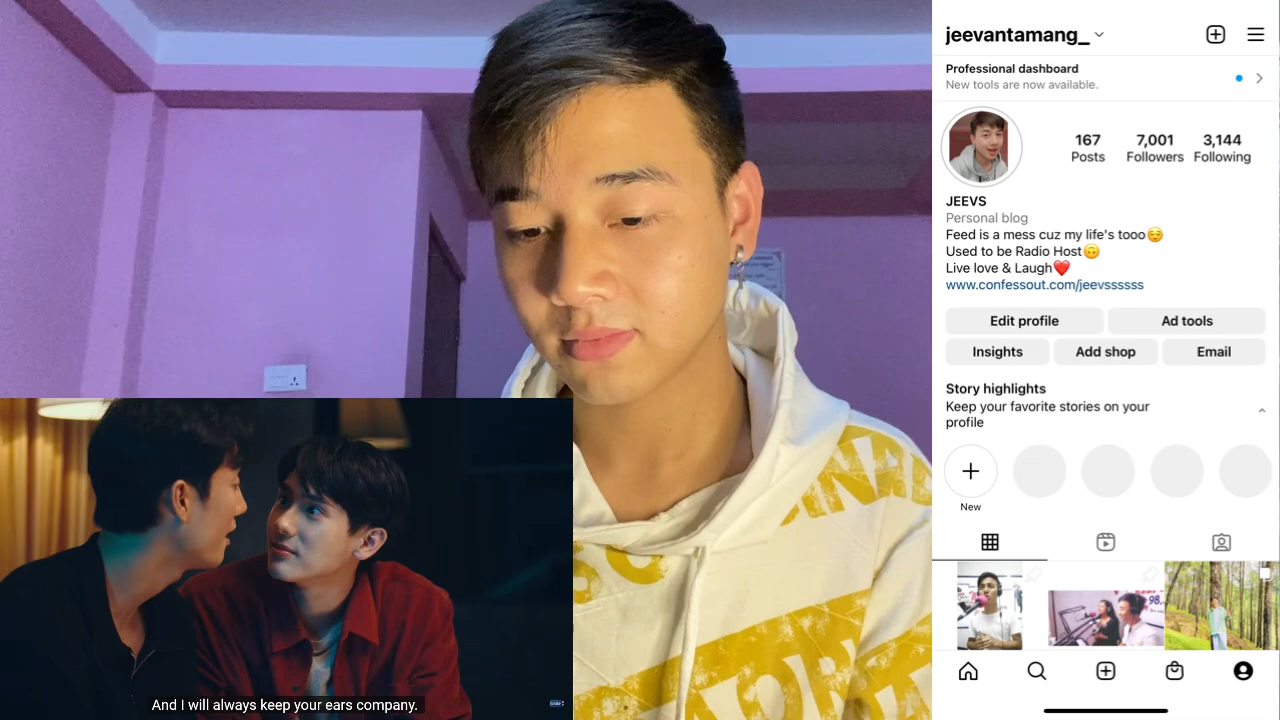 jeevantamang_
Professional dashboard
New tools are now available.
167
Posts
7,001
Followers
3,144
Following
JEEVS
Personal blog
Feed is a mess cuz my life's tooo😌
Used to be Radio Host🙃
Live love & Laugh❤️
www.confessout.com/jeevssssss
Edit profile
Ad tools
Insights
Add shop
Email
Story highlights
Keep your favorite stories on your
profile
New
98.
And I will always keep your ears company.